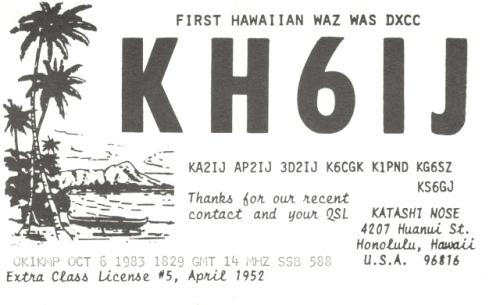 FIRST HAWAIIAN WAZ WAS DXCC
KH6IJ
KA2IJ AP2IJ 3D2IJ K6CGK K1PND KG6SZ
KS6GJ
Thanks for our recent
contact and your QSL
KATASHI NOSE
4207 Huanui St.
Honolulu, Hawaii
U.S.A. 96816
OK1KMP OCT 6 1983 1829 GMT 14 MHZ SSB 588
Extra Class License #5, April 1952